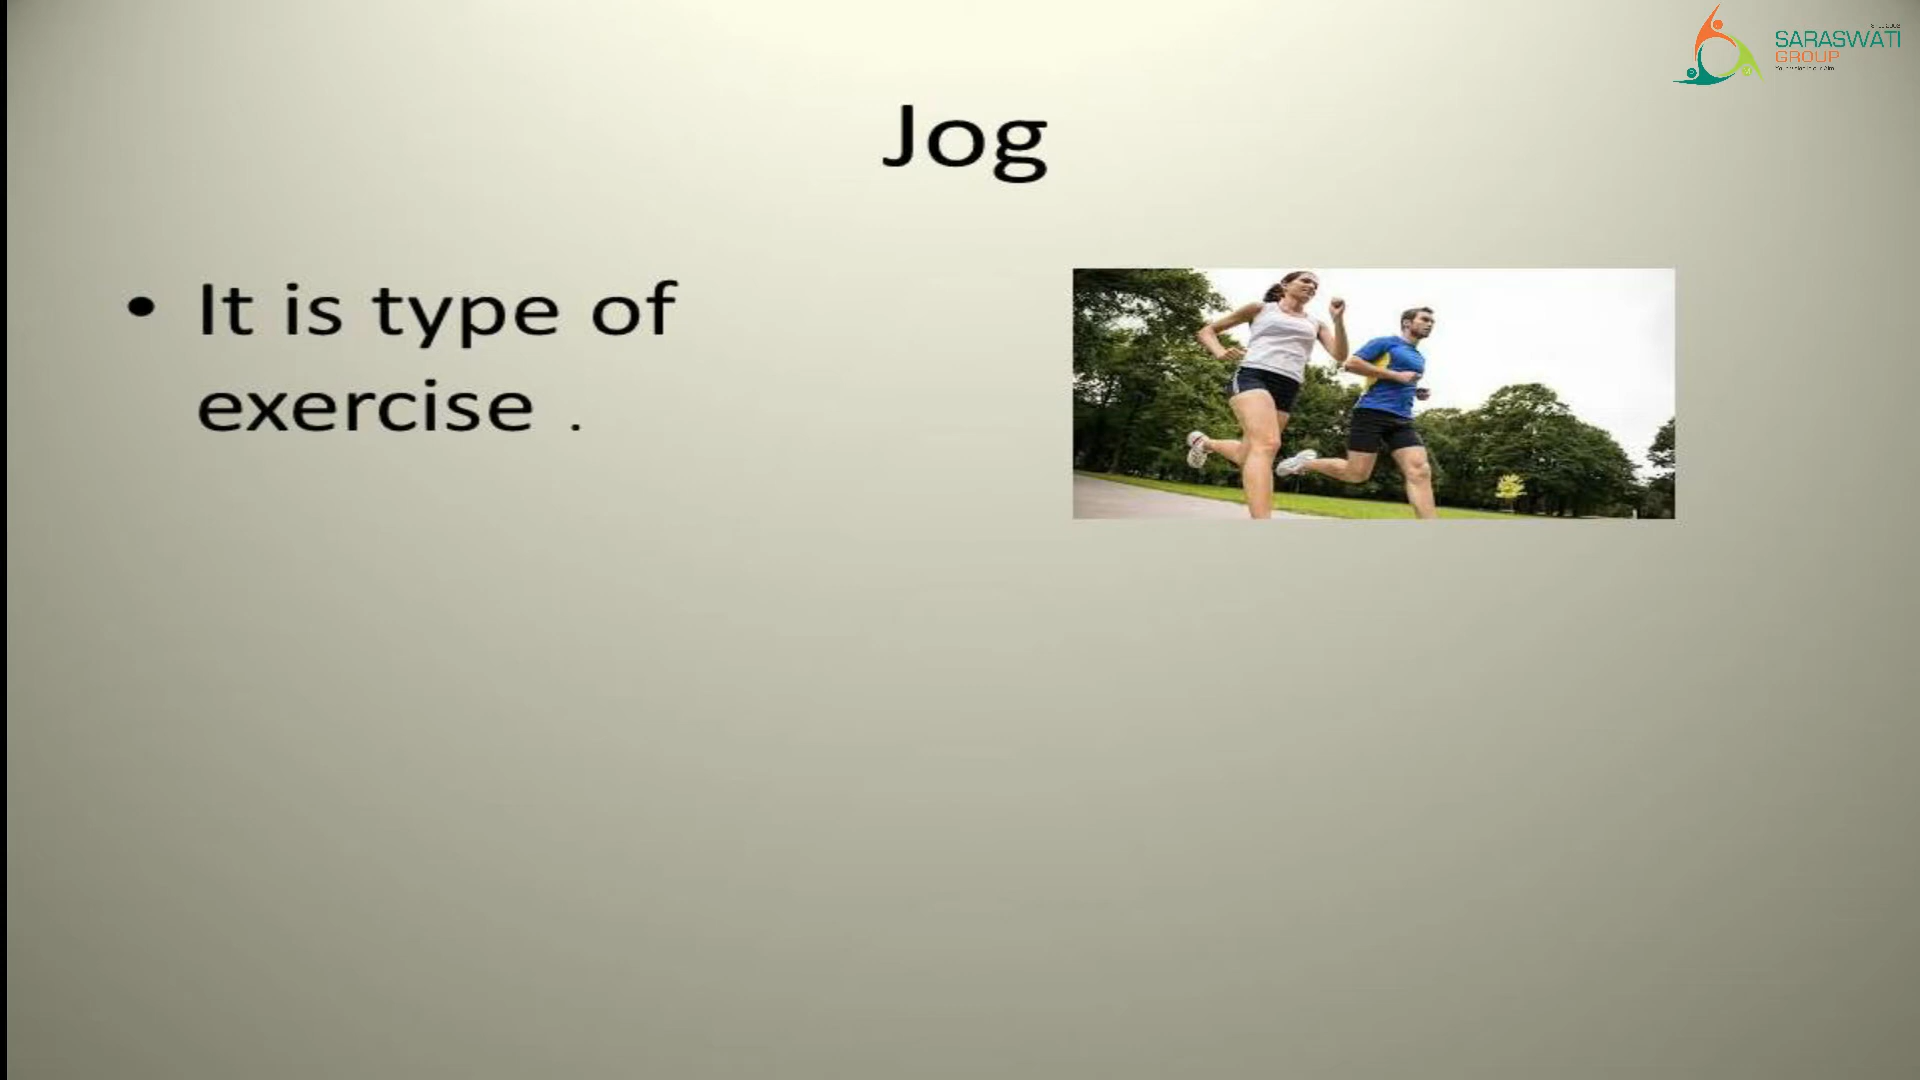 SARASWATI
GROUP
Jog
• It is type of
exercise .